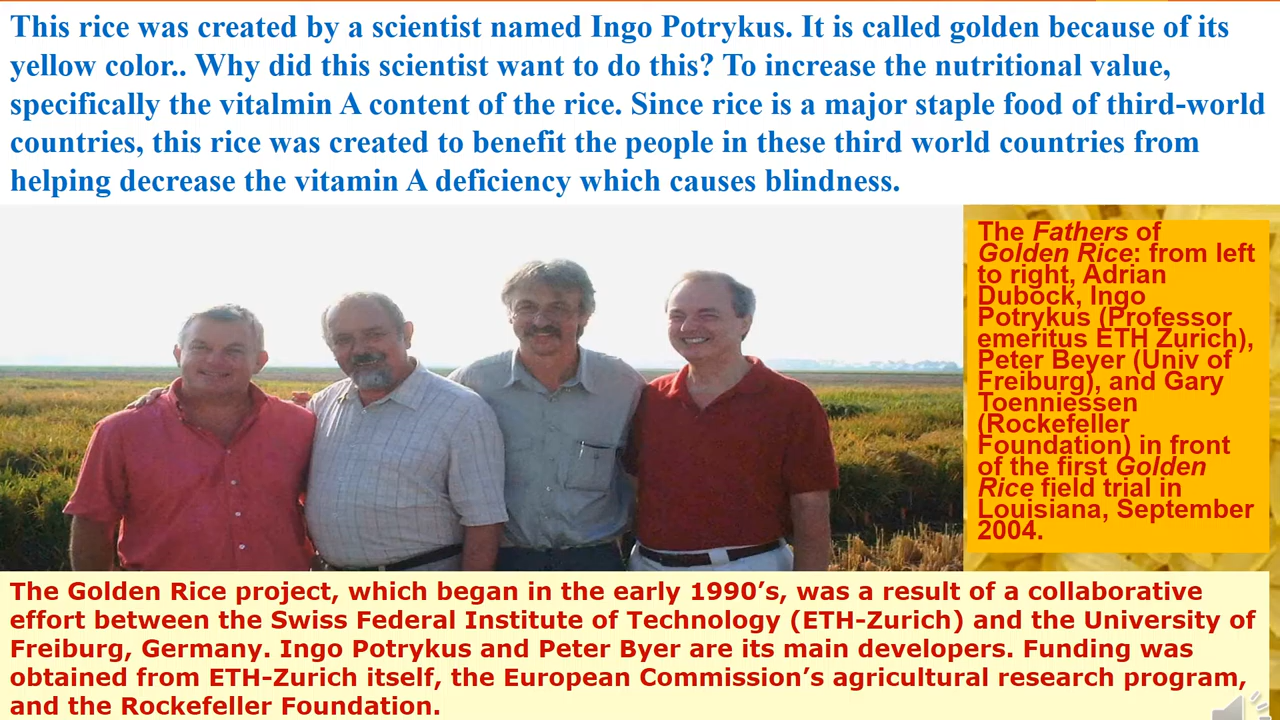 This rice was created by a scientist named Ingo Potrykus. It is called golden because of its
yellow color.. Why did this scientist want to do this? To increase the nutritional value,
specifically the vitalmin A content of the rice. Since rice is a major staple food of third-world
countries, this rice was created to benefit the people in these third world countries from
helping decrease the vitamin A deficiency which causes blindness.
The Fathers of
Golden Rice: from left
to right, Adrian
Dubock, Ingo
Potrykus (Professor
emeritus ETH Zurich),
Peter Beyer (Univ of
Freiburg), and Gary
Toenniessen
(Rockefeller
Foundation) in front
of the first Golden
Rice field trial in
Louisiana, September
2004.
The Golden Rice project, which began in the early 1990’s, was a result of a collaborative
effort between the Swiss Federal Institute of Technology (ETH-Zurich) and the University of
Freiburg, Germany. Ingo Potrykus and Peter Byer are its main developers. Funding was
obtained from ETH-Zurich itself, the European Commission’s agricultural research program,
and the Rockefeller Foundation.